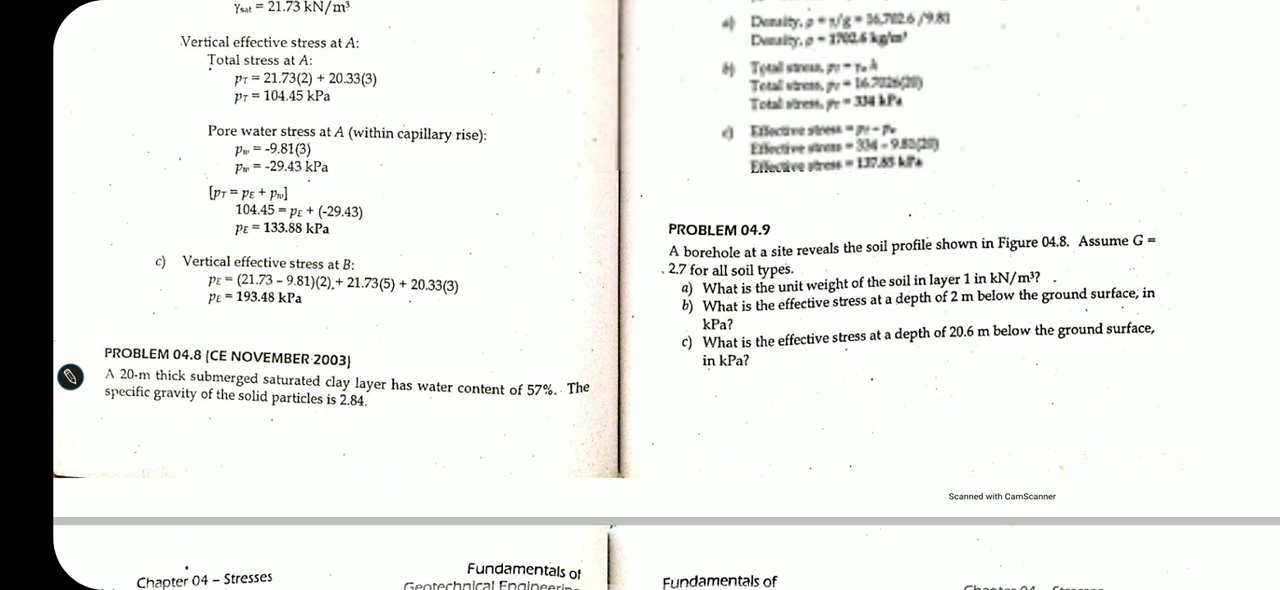 γsat = 21.73 kN/m³
Vertical effective stress at A:
Total stress at A:
pT = 21.73(2) + 20.33(3)
pT = 104.45 kPa
Pore water stress at A (within capillary rise):
pw = -9.81(3)
pw = -29.43 kPa
[pT = pE + pw]
104.45 = pE + (-29.43)
pE = 133.88 kPa
c) Vertical effective stress at B:
pE = (21.73 – 9.81)(2) + 21.73(5) + 20.33(3)
pE = 193.48 kPa
PROBLEM 04.8 (CE NOVEMBER 2003)
A 20-m thick submerged saturated clay layer has water content of 57%. The
specific gravity of the solid particles is 2.84.
a) Density, ρ = γ/g = 16,702.6/9.81
Density, ρ = 1702.6 kg/m³
b) Total stress, pT = γm h
Total stress, pT = 16.7026(20)
Total stress, pT = 334 kPa
c) Effective stress = pT – pw
Effective stress = 334 – 9.81(20)
Effective stress = 137.85 kPa
PROBLEM 04.9
A borehole at a site reveals the soil profile shown in Figure 04.8. Assume G =
2.7 for all soil types.
a) What is the unit weight of the soil in layer 1 in kN/m³?
b) What is the effective stress at a depth of 2 m below the ground surface, in
kPa?
c) What is the effective stress at a depth of 20.6 m below the ground surface,
in kPa?
Scanned with CamScanner
Chapter 04 – Stresses
Fundamentals of
Geotechnical Engineering
Fundamentals of